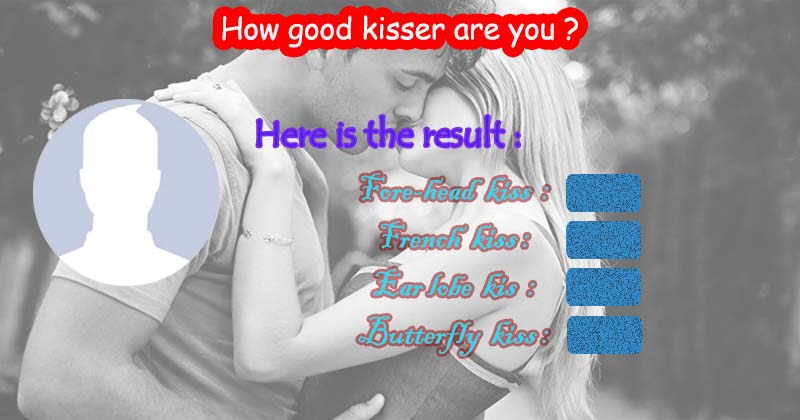 How good kisser are you ?
Here is the result :
Fore-head kiss :
French kiss:
Ear lobe kis :
Butterfly kiss: